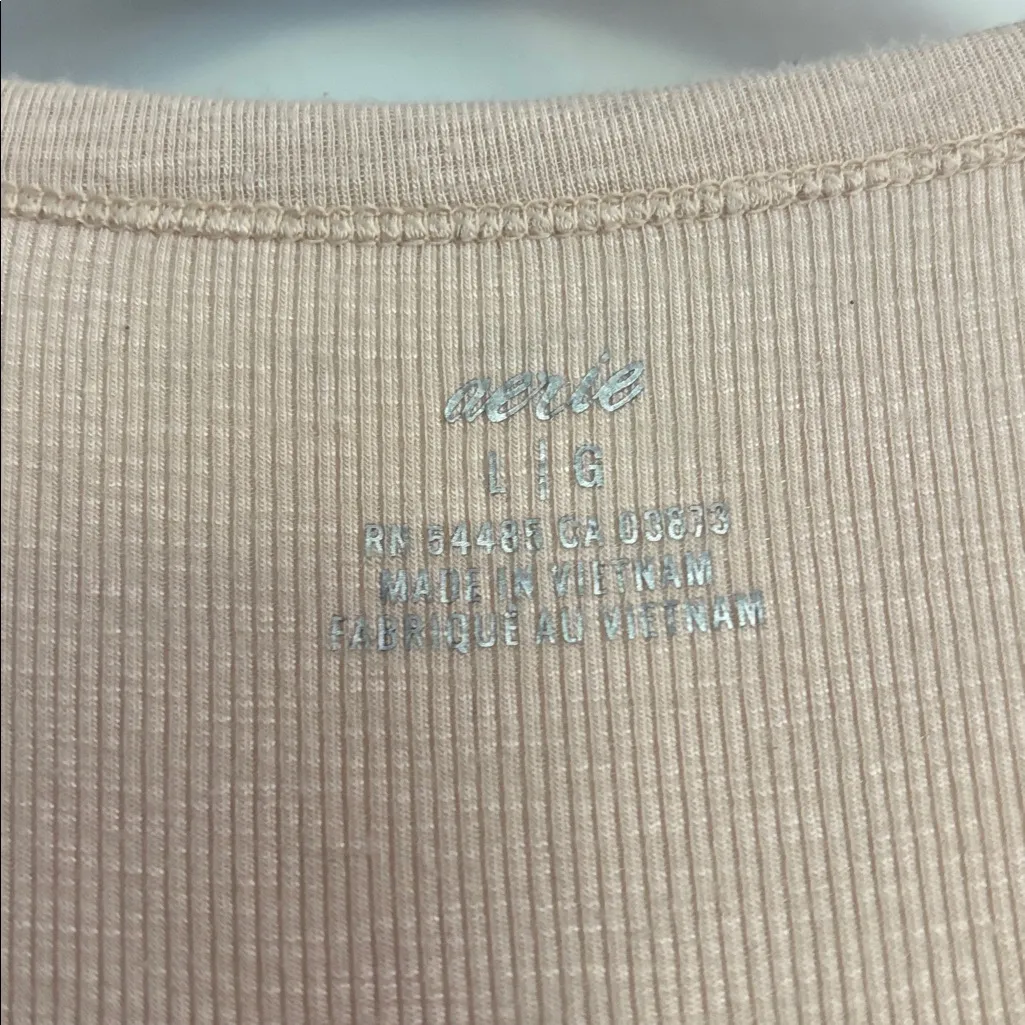 aerie
L | G
RN 54485 CA 03873
MADE IN VIETNAM
FABRIQUÉ AU VIETNAM